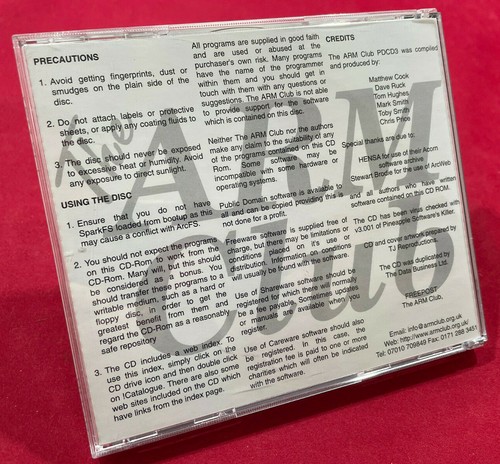 PRECAUTIONS
1. Avoid getting fingerprints, dust or
smudges on the plain side of the
disc.
2. Do not attach labels or protective
sheets, or apply any coating fluids to
the disc.
3. The disc should never be exposed
to excessive heat or humidity. Avoid
any exposure to direct sunlight.
USING THE DISC
1. Ensure that you do not have
SparkFS loaded from bootup as this
may cause a conflict with ArcFS.
2. You should not expect the programs
on this CD-Rom to work from the
CD-Rom. Many will, but this should
be considered as a bonus. You
should transfer these programs to a
writable medium, such as a hard or
floppy disc, in order to get the
greatest benefit from them and
regard the CD-Rom as a reasonably
safe repository
3. The CD includes a web index. To
use this index, simply click on the
CD drive icon and then double click
on !Catalogue. There are also some
web sites included on the CD which
have links from the index page.
All programs are supplied in good faith
and are used or abused at the
purchaser's own risk. Many programs
have the name of the programmer
within them and you should get in
touch with them with any questions or
suggestions. The ARM Club is not able
to provide support for the software
which is contained on this disc.
Neither The ARM Club nor the authors
make any claim to the suitability of any
of the programs contained on this CD
Rom. Some software may be
incompatible with some hardware or
operating systems.
Public Domain software is available to
all and can be copied providing this is
not done for a profit.
Freeware software is supplied free of
charge, but there may be limitations or
conditions placed on it's use or
distribution. Information on conditions
will usually be found with the software.
Use of Shareware software should be
registered for which there will normally
be a fee payable. Sometimes updates
or manuals are available when you
register.
Use of Careware software should also
be registered. In this case, the
registration fee is paid to one or more
charities which will often be indicated
with the software.
CREDITS
The ARM Club PDCD3 was compiled
and produced by:
Matthew Cook
Dave Ruck
Tom Hughes
Mark Smith
Toby Smith
Chris Price
Special thanks are due to:
HENSA for use of their Acorn
software archive
Stewart Brodie for the use of ArcWeb
and all authors who have written
software contained on this CD ROM.
The CD has been virus checked with
v3.001 of Pineapple Software's Killer.
CD and cover artwork prepared by
TJ Reproductions.
The CD was duplicated by
The Data Business Ltd.
FREEPOST
The ARM Club,
Email: info@armclub.org.uk
Web: http://www.armclub.org.uk/
Tel: 07010 709849 Fax: 0171 298 3451
The
ARM
Club